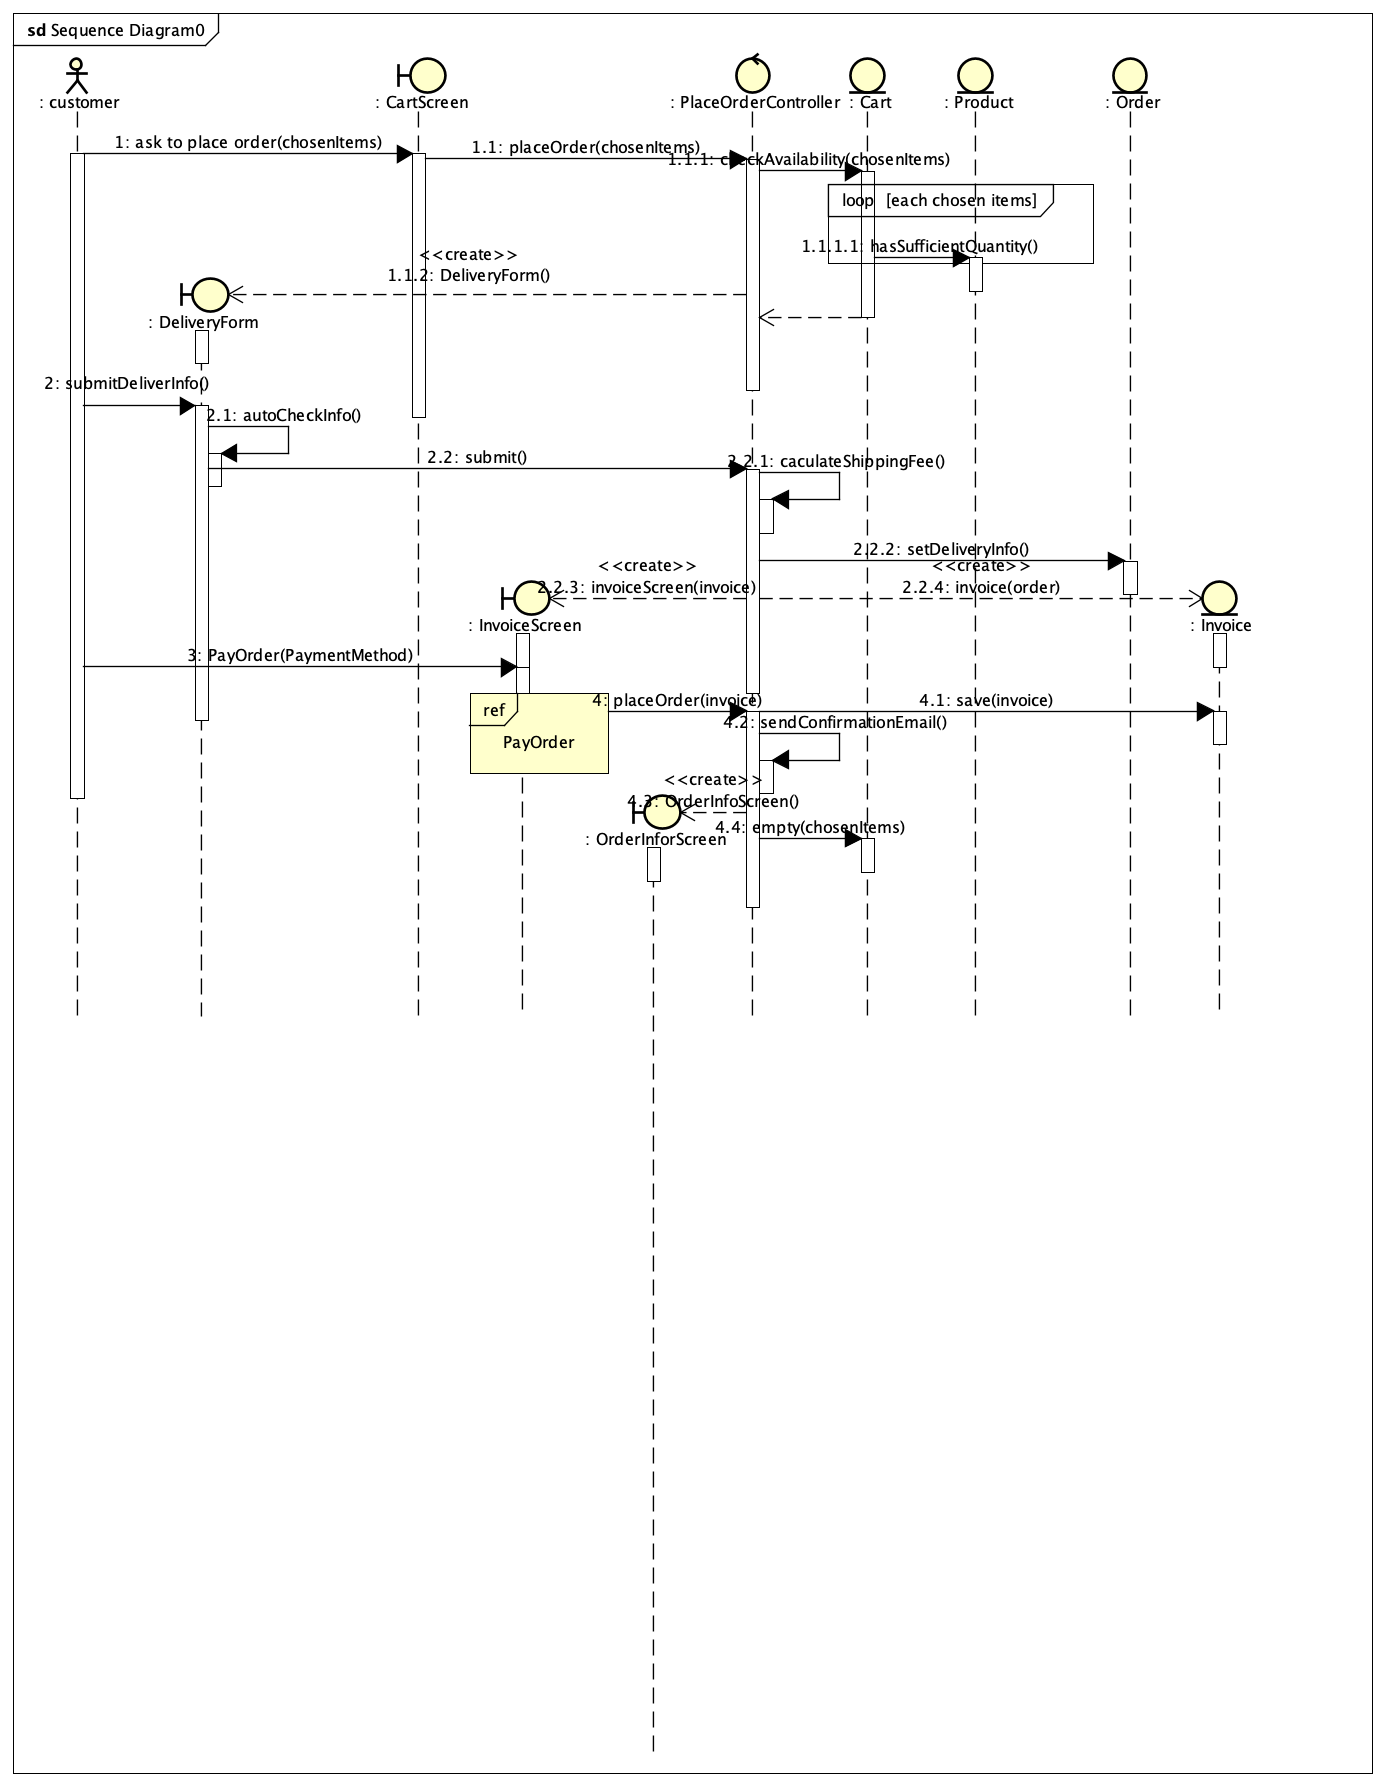 sd Sequence Diagram0
: customer
: CartScreen
: PlaceOrderController
: Cart
: Product
: Order
1: ask to place order(chosenItems)
1.1: placeOrder(chosenItems)
1.1.1: checkAvailability(chosenItems)
loop [each chosen items]
1.1.1.1: hasSufficientQuantity()
<<create>>
1.1.2: DeliveryForm()
: DeliveryForm
2: submitDeliverInfo()
2.1: autoCheckInfo()
2.2: submit()
2.2.1: caculateShippingFee()
2.2.2: setDeliveryInfo()
<<create>>
<<create>>
2.2.3: invoiceScreen(invoice)
2.2.4: invoice(order)
: InvoiceScreen
: Invoice
3: PayOrder(PaymentMethod)
ref
PayOrder
4: placeOrder(invoice)
4.1: save(invoice)
4.2: sendConfirmationEmail()
<<create>>
4.3: OrderInfoScreen()
4.4: empty(chosenItems)
: OrderInforScreen